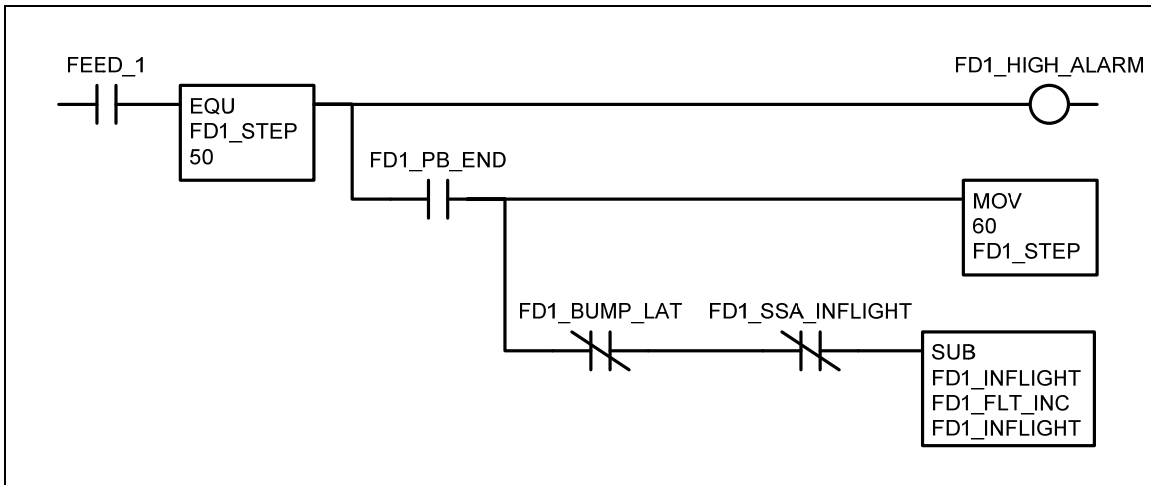 FEED_1
FD1_HIGH_ALARM
EQU
FD1_STEP
50
FD1_PB_END
MOV
60
FD1_STEP
FD1_BUMP_LAT
FD1_SSA_INFLIGHT
SUB
FD1_INFLIGHT
FD1_FLT_INC
FD1_INFLIGHT